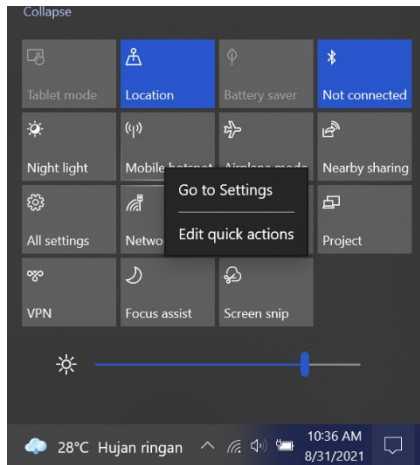 Collapse
Tablet mode
Location
Battery saver
Not connected
Night light
Mobile hotspot
Airplane mode
Nearby sharing
Go to Settings
All settings
Netwo
Edit quick actions
Project
VPN
Focus assist
Screen snip
28°C Hujan ringan
10:36 AM
8/31/2021